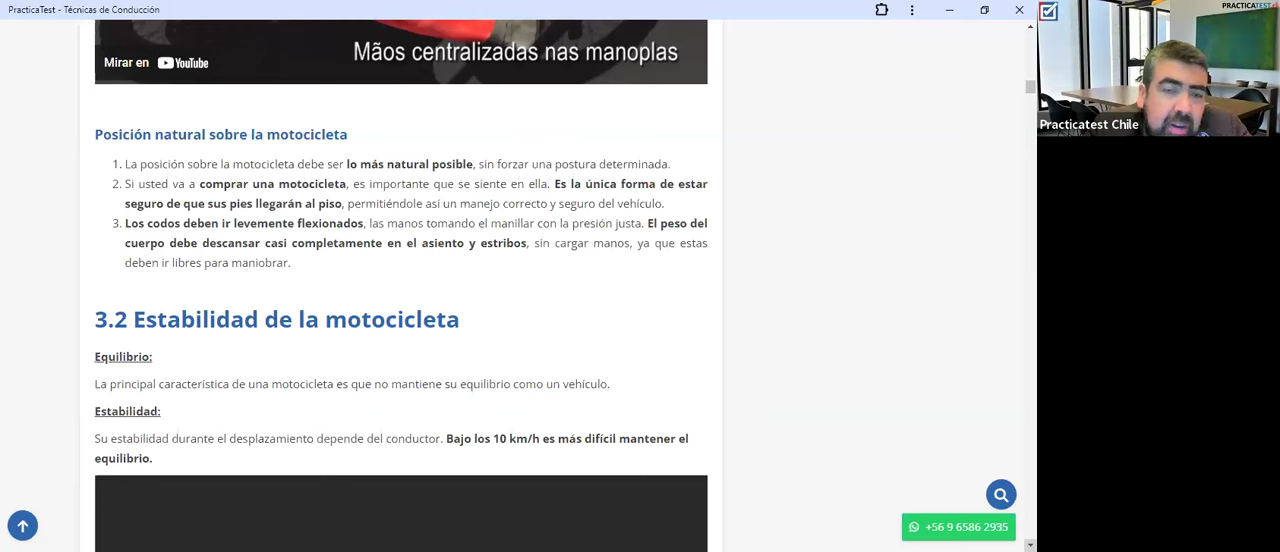 PracticaTest - Técnicas de Conducción
PRACTICATEST
Mãos centralizadas nas manoplas
Mirar en YouTube
Practicatest Chile
Posición natural sobre la motocicleta
1. La posición sobre la motocicleta debe ser lo más natural posible, sin forzar una postura determinada.
2. Si usted va a comprar una motocicleta, es importante que se siente en ella. Es la única forma de estar
seguro de que sus pies llegarán al piso, permitiéndole así un manejo correcto y seguro del vehículo.
3. Los codos deben ir levemente flexionados, las manos tomando el manillar con la presión justa. El peso del
cuerpo debe descansar casi completamente en el asiento y estribos, sin cargar manos, ya que estas
deben ir libres para maniobrar.
3.2 Estabilidad de la motocicleta
Equilibrio:
La principal característica de una motocicleta es que no mantiene su equilibrio como un vehículo.
Estabilidad:
Su estabilidad durante el desplazamiento depende del conductor. Bajo los 10 km/h es más difícil mantener el
equilibrio.
+56 9 6586 2935